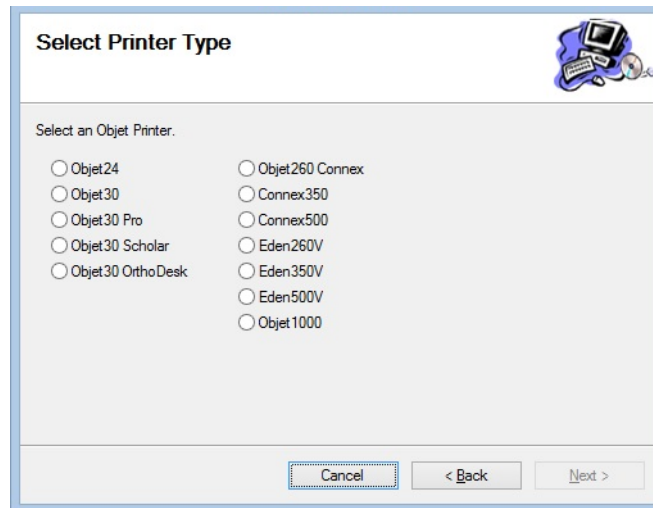 Select Printer Type
Select an Objet Printer.
Objet24
Objet30
Objet30 Pro
Objet30 Scholar
Objet30 OrthoDesk
Objet260 Connex
Connex350
Connex500
Eden260V
Eden350V
Eden500V
Objet1000
Cancel
< Back
Next >